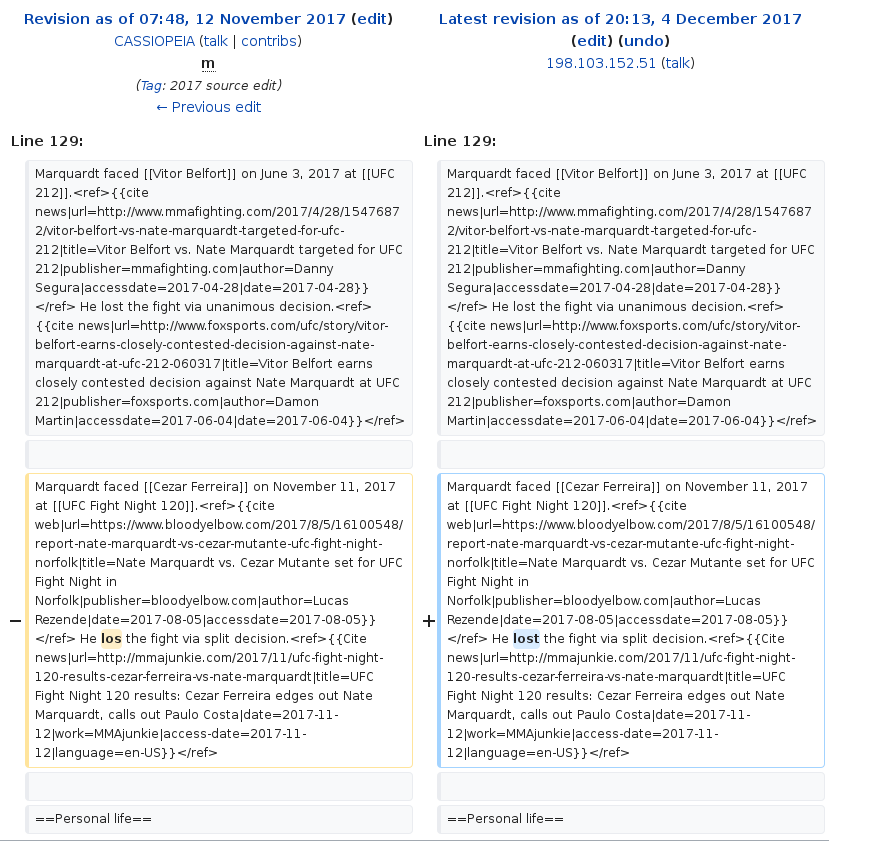 Revision as of 07:48, 12 November 2017 (edit)
CASSIOPEIA (talk | contribs)
m
(Tag: 2017 source edit)
← Previous edit
Latest revision as of 20:13, 4 December 2017
(edit) (undo)
198.103.152.51 (talk)
Line 129:
Line 129:
Marquardt faced [[Vitor Belfort]] on June 3, 2017 at [[UFC
212]].<ref>{{cite
news|url=http://www.mmafighting.com/2017/4/28/1547687
2/vitor-belfort-vs-nate-marquardt-targeted-for-ufc-
212|title=Vitor Belfort vs. Nate Marquardt targeted for UFC
212|publisher=mmafighting.com|author=Danny
Segura|accessdate=2017-04-28|date=2017-04-28}}
</ref> He lost the fight via unanimous decision.<ref>
{{cite news|url=http://www.foxsports.com/ufc/story/vitor-
belfort-earns-closely-contested-decision-against-nate-
marquardt-at-ufc-212-060317|title=Vitor Belfort earns
closely contested decision against Nate Marquardt at UFC
212|publisher=foxsports.com|author=Damon
Martin|accessdate=2017-06-04|date=2017-06-04}}</ref>
Marquardt faced [[Vitor Belfort]] on June 3, 2017 at [[UFC
212]].<ref>{{cite
news|url=http://www.mmafighting.com/2017/4/28/1547687
2/vitor-belfort-vs-nate-marquardt-targeted-for-ufc-
212|title=Vitor Belfort vs. Nate Marquardt targeted for UFC
212|publisher=mmafighting.com|author=Danny
Segura|accessdate=2017-04-28|date=2017-04-28}}
</ref> He lost the fight via unanimous decision.<ref>
{{cite news|url=http://www.foxsports.com/ufc/story/vitor-
belfort-earns-closely-contested-decision-against-nate-
marquardt-at-ufc-212-060317|title=Vitor Belfort earns
closely contested decision against Nate Marquardt at UFC
212|publisher=foxsports.com|author=Damon
Martin|accessdate=2017-06-04|date=2017-06-04}}</ref>
−
Marquardt faced [[Cezar Ferreira]] on November 11, 2017
at [[UFC Fight Night 120]].<ref>{{cite
web|url=https://www.bloodyelbow.com/2017/8/5/16100548/
report-nate-marquardt-vs-cezar-mutante-ufc-fight-night-
norfolk|title=Nate Marquardt vs. Cezar Mutante set for UFC
Fight Night in
Norfolk|publisher=bloodyelbow.com|author=Lucas
Rezende|date=2017-08-05|accessdate=2017-08-05}}
</ref> He los the fight via split decision.<ref>{{Cite
news|url=http://mmajunkie.com/2017/11/ufc-fight-night-
120-results-cezar-ferreira-vs-nate-marquardt|title=UFC
Fight Night 120 results: Cezar Ferreira edges out Nate
Marquardt, calls out Paulo Costa|date=2017-11-
12|work=MMAjunkie|access-date=2017-11-
12|language=en-US}}</ref>
+
Marquardt faced [[Cezar Ferreira]] on November 11, 2017
at [[UFC Fight Night 120]].<ref>{{cite
web|url=https://www.bloodyelbow.com/2017/8/5/16100548/
report-nate-marquardt-vs-cezar-mutante-ufc-fight-night-
norfolk|title=Nate Marquardt vs. Cezar Mutante set for UFC
Fight Night in
Norfolk|publisher=bloodyelbow.com|author=Lucas
Rezende|date=2017-08-05|accessdate=2017-08-05}}
</ref> He lost the fight via split decision.<ref>{{Cite
news|url=http://mmajunkie.com/2017/11/ufc-fight-night-
120-results-cezar-ferreira-vs-nate-marquardt|title=UFC
Fight Night 120 results: Cezar Ferreira edges out Nate
Marquardt, calls out Paulo Costa|date=2017-11-
12|work=MMAjunkie|access-date=2017-11-
12|language=en-US}}</ref>
==Personal life==
==Personal life==